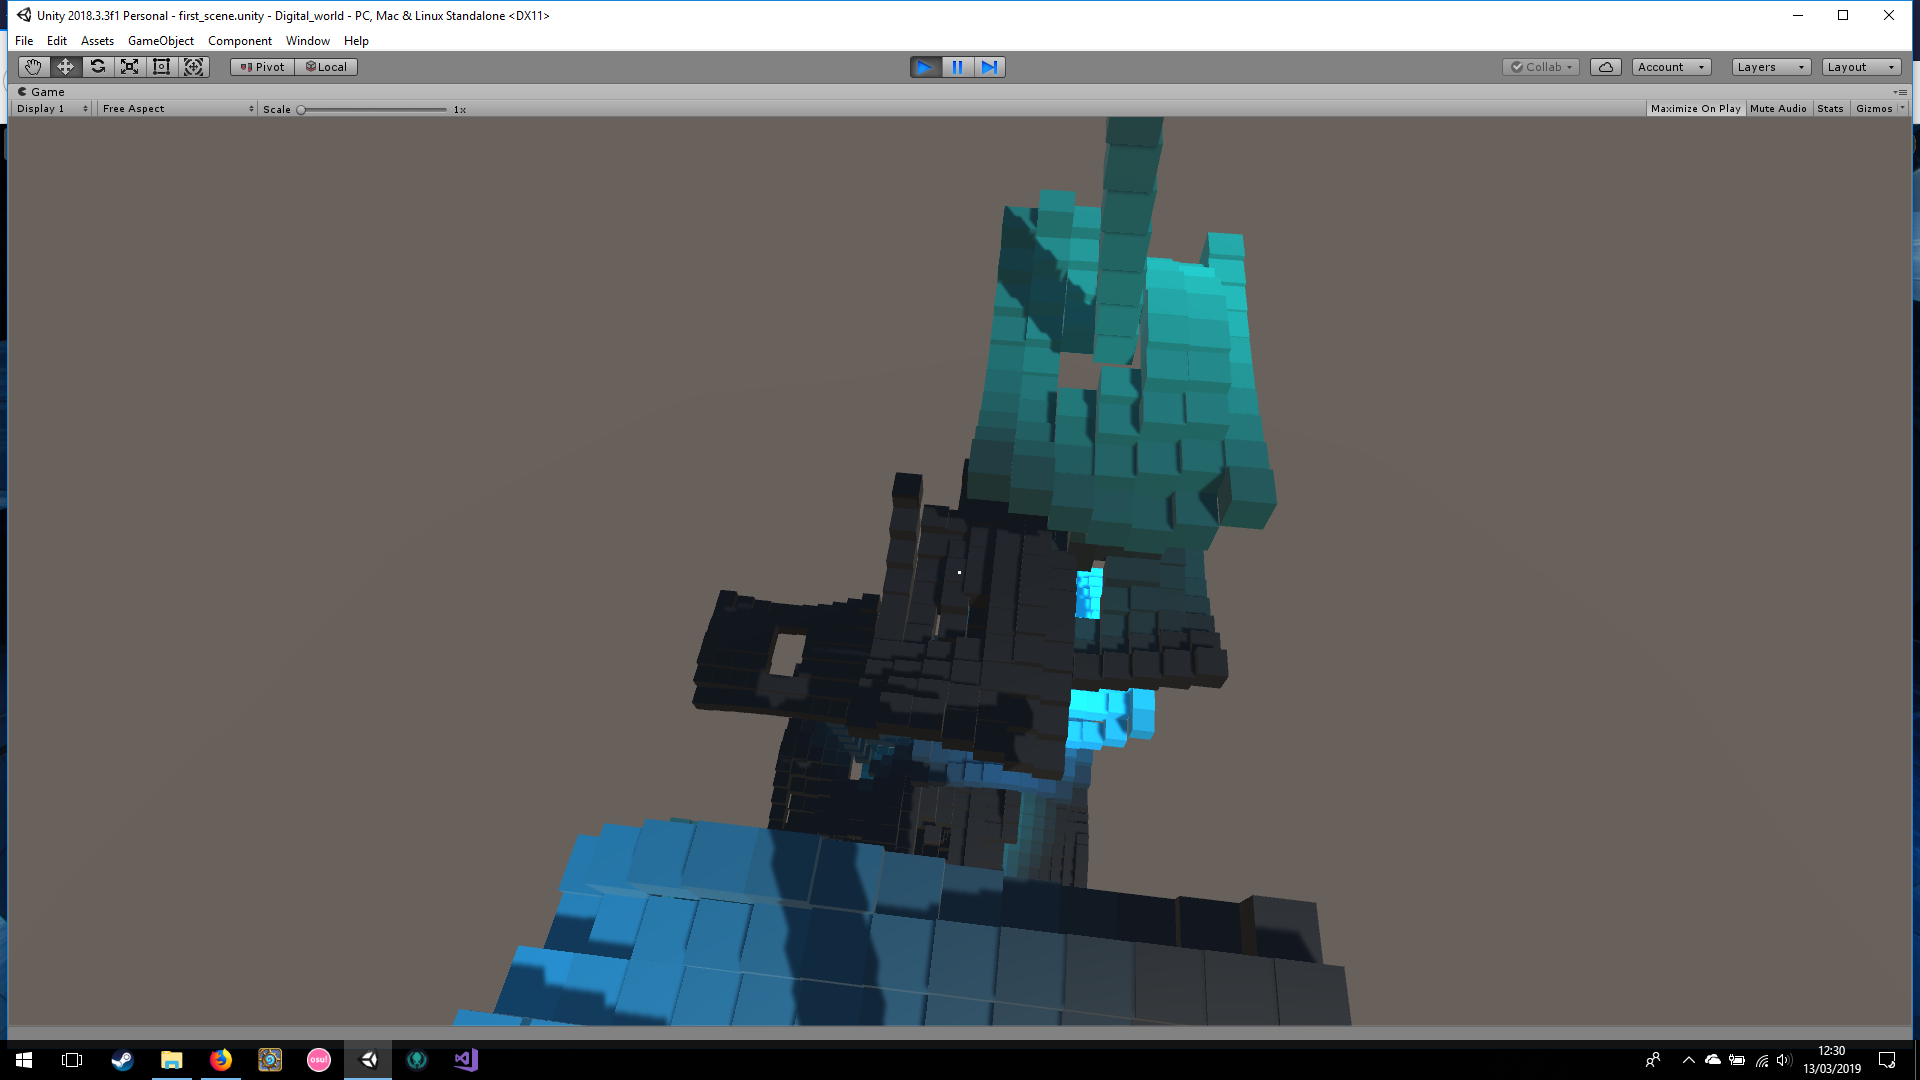 Unity 2018.3.3f1 Personal - first_scene.unity - Digital_world - PC, Mac & Linux Standalone <DX11>
File Edit Assets GameObject Component Window Help
Pivot Local Collab Account Layers Layout
Game
Display 1 Free Aspect Scale 1x Maximize On Play Mute Audio Stats Gizmos
osu!
12:30
13/03/2019